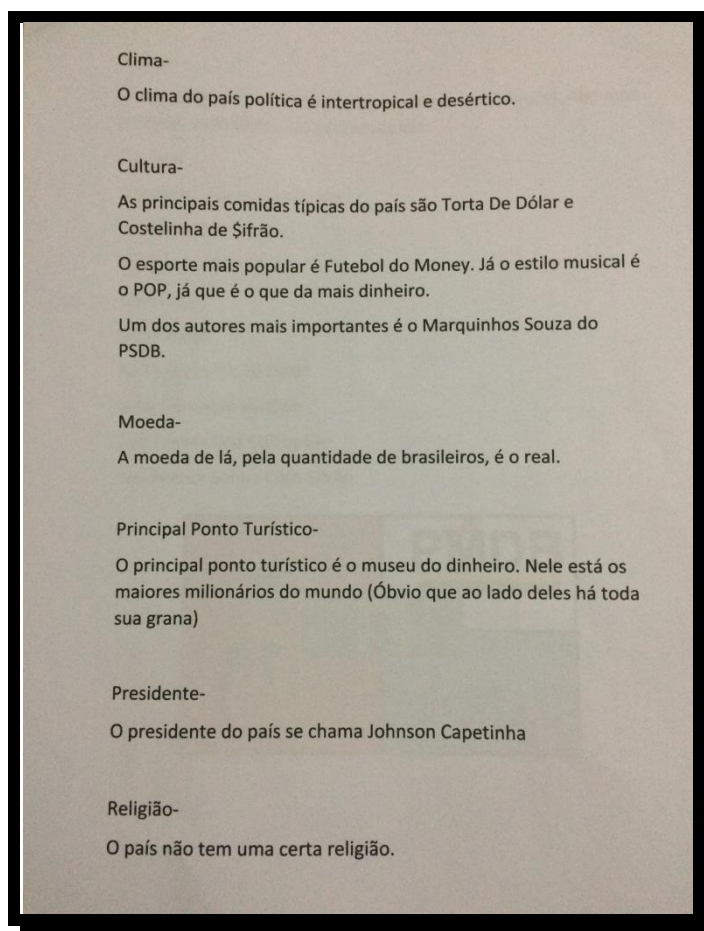 Clima-
O clima do país política é intertropical e desértico.
Cultura-
As principais comidas típicas do país são Torta De Dólar e
Costelinha de $ifrão.
O esporte mais popular é Futebol do Money. Já o estilo musical é
o POP, já que é o que da mais dinheiro.
Um dos autores mais importantes é o Marquinhos Souza do
PSDB.
Moeda-
A moeda de lá, pela quantidade de brasileiros, é o real.
Principal Ponto Turístico-
O principal ponto turístico é o museu do dinheiro. Nele está os
maiores milionários do mundo (Óbvio que ao lado deles há toda
sua grana)
Presidente-
O presidente do país se chama Johnson Capetinha
Religião-
O país não tem uma certa religião.